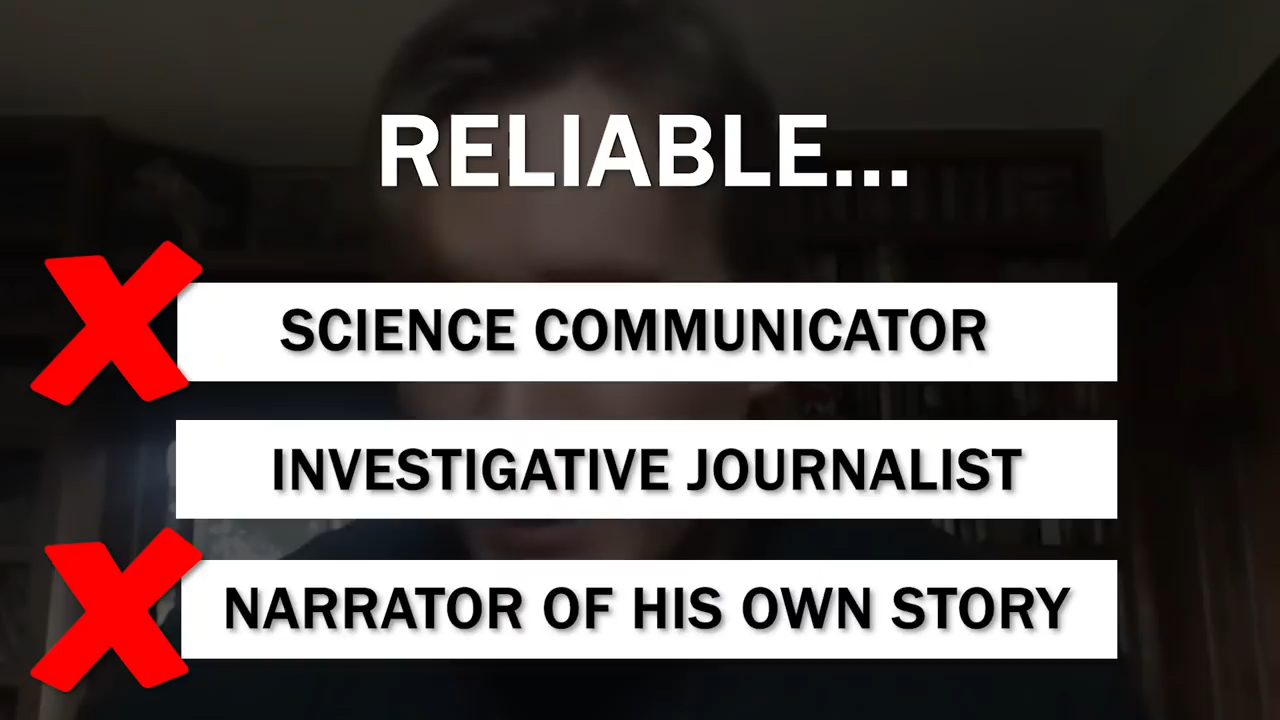 RELIABLE...
SCIENCE COMMUNICATOR
INVESTIGATIVE JOURNALIST
NARRATOR OF HIS OWN STORY